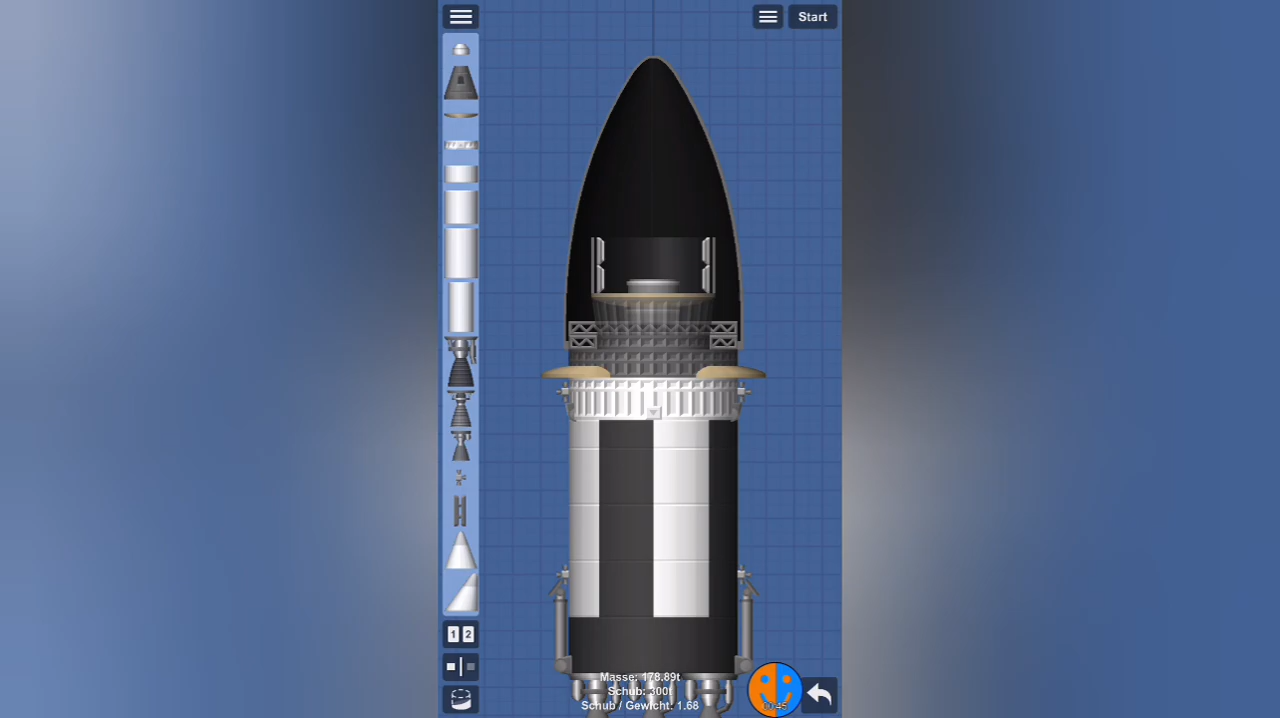 Start
1 2
Masse: 178.89t
Schub: 300t
Schub / Gewicht: 1.68